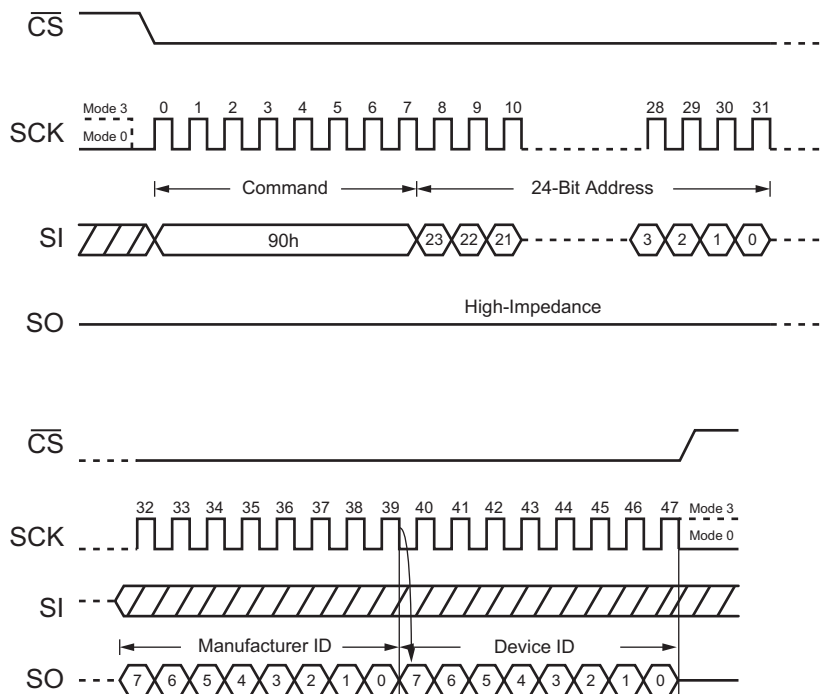 CS
Mode 3 0 1 2 3 4 5 6 7 8 9 10 28 29 30 31
SCK Mode 0
Command 24-Bit Address
SI 90h 23 22 21 3 2 1 0
High-Impedance
SO
CS
32 33 34 35 36 37 38 39 40 41 42 43 44 45 46 47 Mode 3
SCK Mode 0
SI
Manufacturer ID Device ID
SO 7 6 5 4 3 2 1 0 7 6 5 4 3 2 1 0